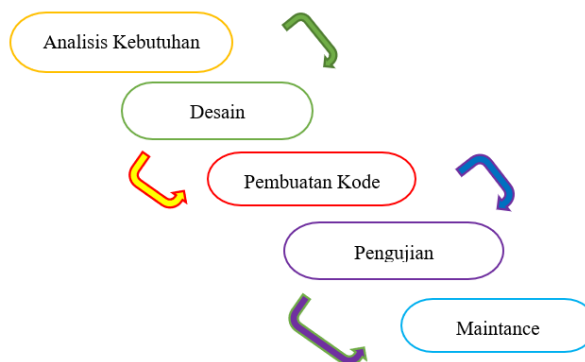 Analisis Kebutuhan
Desain
Pembuatan Kode
Pengujian
Maintance